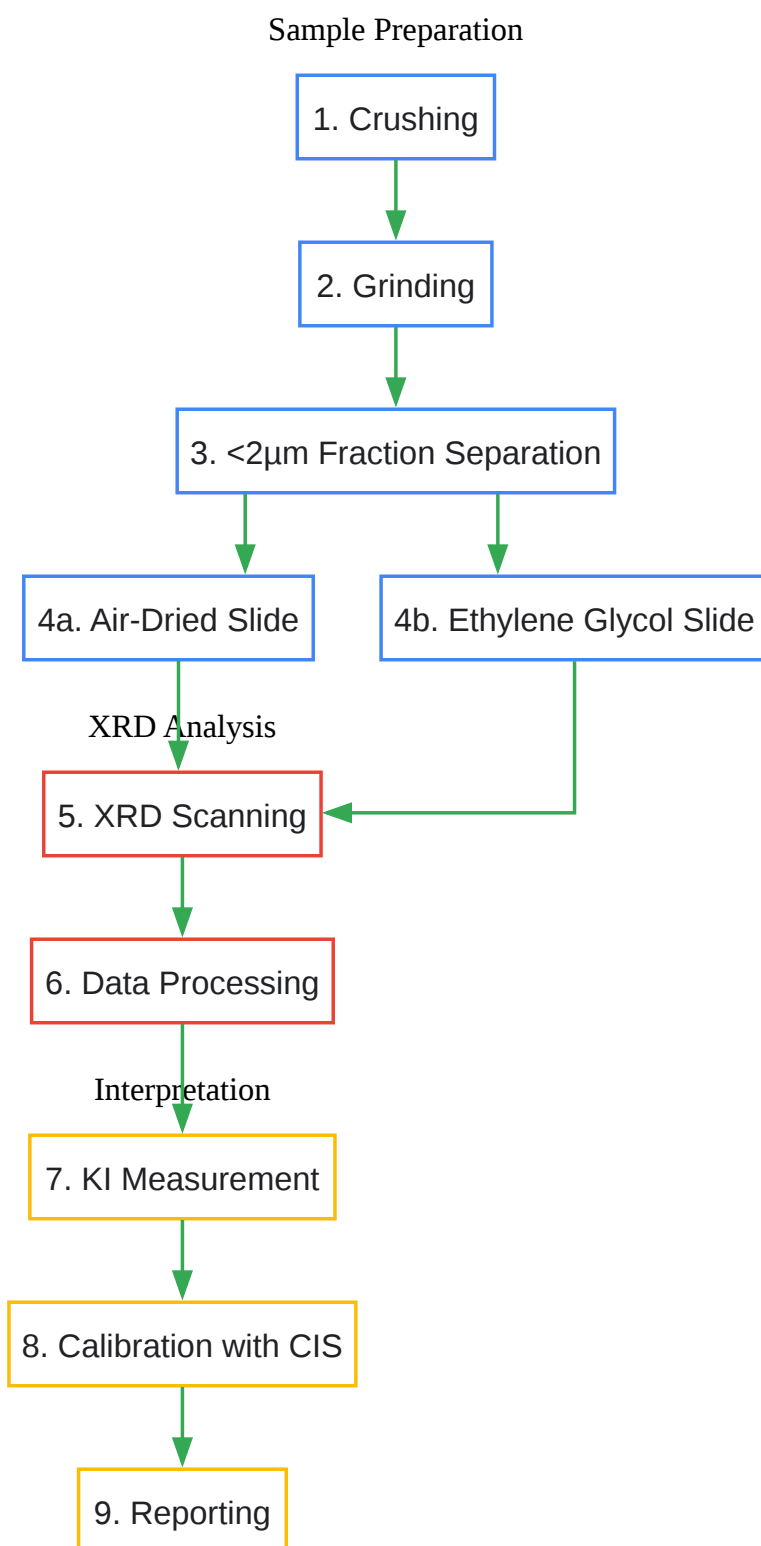 Sample Preparation
1. Crushing
2. Grinding
3. <2µm Fraction Separation
4a. Air-Dried Slide
4b. Ethylene Glycol Slide
XRD Analysis
5. XRD Scanning
6. Data Processing
Interpretation
7. KI Measurement
8. Calibration with CIS
9. Reporting